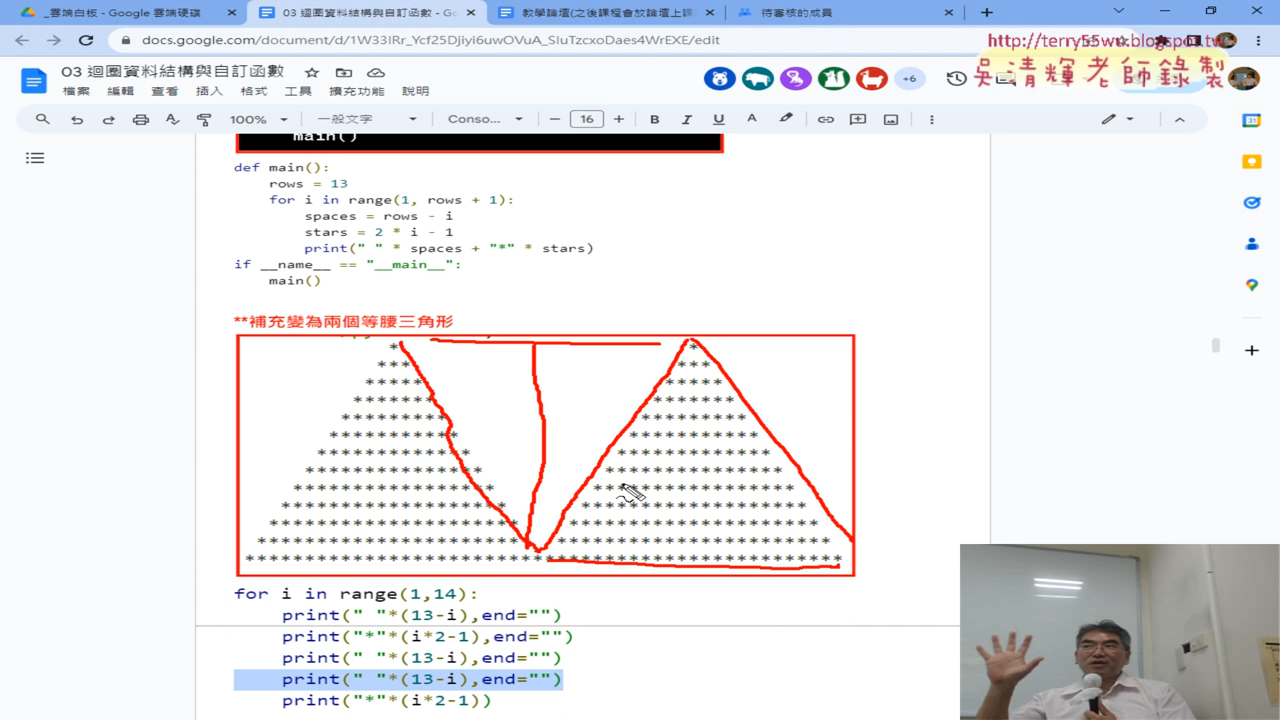 _雲端白板 - Google 雲端硬碟
03 迴圈資料結構與自訂函數 - Goog
教學論壇(之後課程會放論壇上課
待審核的成員
docs.google.com/document/d/1W33IRr_Ycf25Djiyi6uwOVuA_SIuTzcxoDaes4WrEXE/edit
http://terry55wu.blogspot.tw
吳清輝老師錄製
03 迴圈資料結構與自訂函數
檔案 編輯 查看 插入 格式 工具 擴充功能 說明
+6
100% 一般文字 Conso... 16 B I U A
main()
def main():
rows = 13
for i in range(1, rows + 1):
spaces = rows - i
stars = 2 * i - 1
print(" " * spaces + "*" * stars)
if __name__ == "__main__":
main()
**補充變為兩個等腰三角形
* *
*** ***
***** *****
******* *******
********* *********
*********** ***********
************* *************
*************** ***************
***************** *****************
******************* *******************
********************* *********************
*********************** ***********************
**************************************************
for i in range(1,14):
print(" "*(13-i),end="")
print("*"*(i*2-1),end="")
print(" "*(13-i),end="")
print(" "*(13-i),end="")
print("*"*(i*2-1))